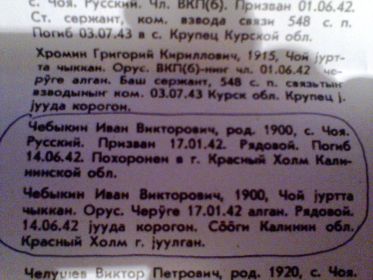 с. Чоя. Русский. Чл. ВКП(б). Призван 01.06.42.
Ст. сержант, ком. взвода связи 548 с. п.
Погиб 03.07.43 в с. Крупец Курской обл.
Хромин Григорий Кириллович, 1915, Чой јурт-
та чыккан. Орус. ВКП(б)-нинг чл. 01.06.42 че-
рӱге алган. Баш сержант, 548 с. п. связьтын
взводынын ком. 03.07.43 Курск обл. Крупец ј.
јууда корогон.
Чебыкин Иван Викторович, род. 1900, с. Чоя.
Русский. Призван 17.01.42. Рядовой. Погиб
14.06.42. Похоронен в г. Красный Холм Кали-
нинской обл.
Чебыкин Иван Викторович, 1900, Чой јуртта
чыккан. Орус. Черӱге 17.01.42 алган. Рядовой.
14.06.42 јууда корогон. Сӧӧги Калинин обл.
Красный Холм г. јуулган.
Виктор Петрович, род. 1920, с. Чоя.